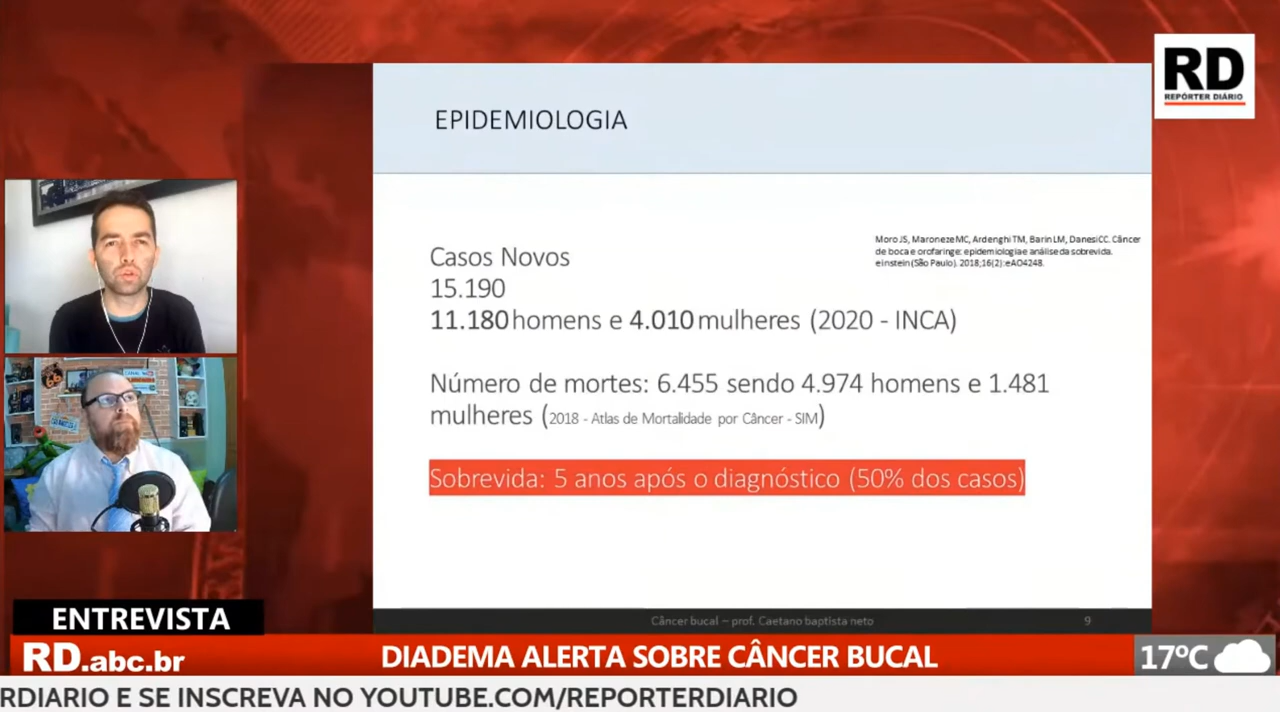 RD
REPÓRTER DIÁRIO
EPIDEMIOLOGIA
Moro JS, Maroneze MC, Ardenghi TM, Barin LM, Danesi CC. Câncer
de boca e orofaringe: epidemiologia e análise da sobrevida.
einstein (São Paulo). 2018;16(2):eAO4248.
Casos Novos
15.190
11.180 homens e 4.010 mulheres (2020 - INCA)
Número de mortes: 6.455 sendo 4.974 homens e 1.481
mulheres (2018 - Atlas de Mortalidade por Câncer - SIM)
Sobrevida: 5 anos após o diagnóstico (50% dos casos)
Câncer bucal – prof. Caetano baptista neto
9
ENTREVISTA
RD.abc.br
DIADEMA ALERTA SOBRE CÂNCER BUCAL
17ºC
RDIARIO E SE INSCREVA NO YOUTUBE.COM/REPORTERDIARIO